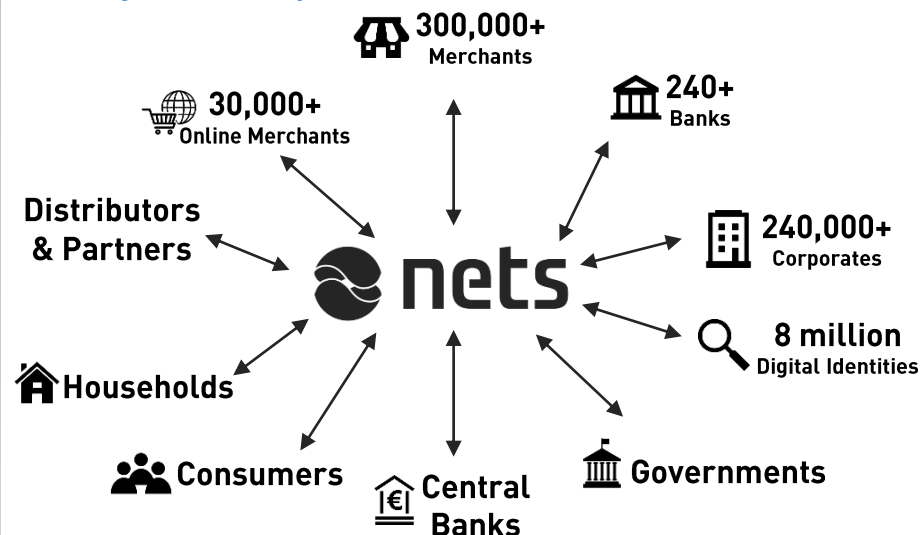 300,000+
Merchants
30,000+
Online Merchants
240+
Banks
Distributors
& Partners
240,000+
Corporates
nets
8 million
Digital Identities
Households
Consumers
Central
Banks
Governments